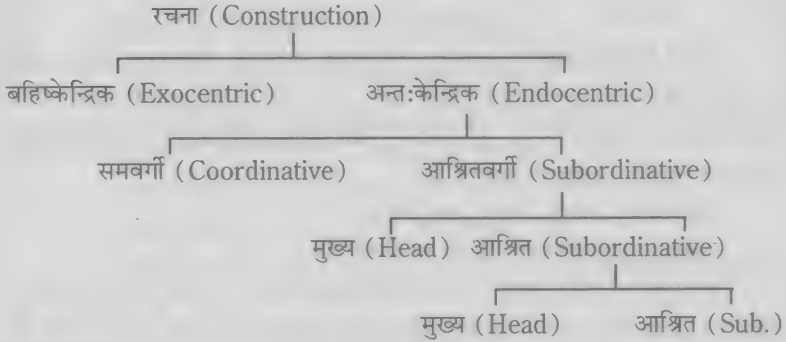 रचना (Construction)
बहिष्केन्द्रिक (Exocentric) अन्त:केन्द्रिक (Endocentric)
समवर्गी (Coordinative) आश्रितवर्गी (Subordinative)
मुख्य (Head) आश्रित (Subordinative)
मुख्य (Head) आश्रित (Sub.)